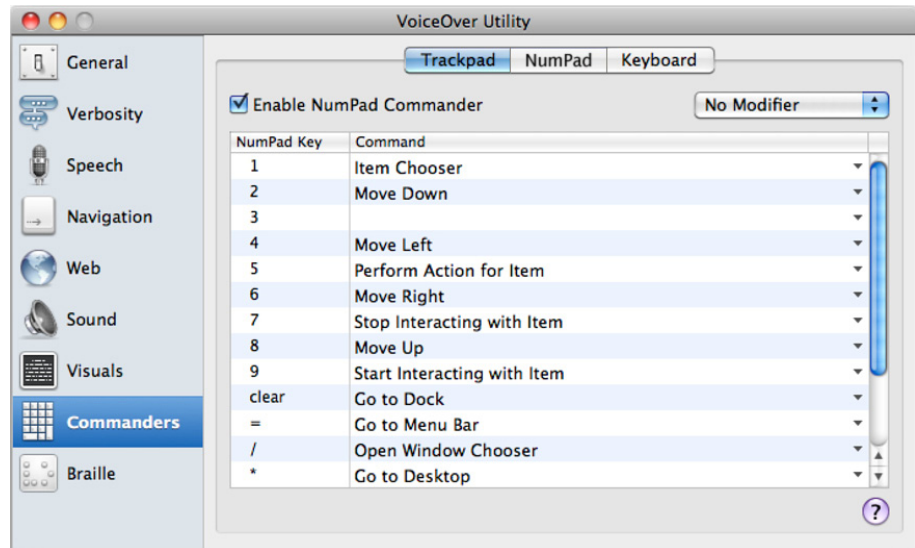 VoiceOver Utility
General
Verbosity
Speech
Navigation
Web
Sound
Visuals
Commanders
Braille
Trackpad NumPad Keyboard
Enable NumPad Commander No Modifier
NumPad Key Command
1 Item Chooser
2 Move Down
3
4 Move Left
5 Perform Action for Item
6 Move Right
7 Stop Interacting with Item
8 Move Up
9 Start Interacting with Item
clear Go to Dock
= Go to Menu Bar
/ Open Window Chooser
* Go to Desktop
?